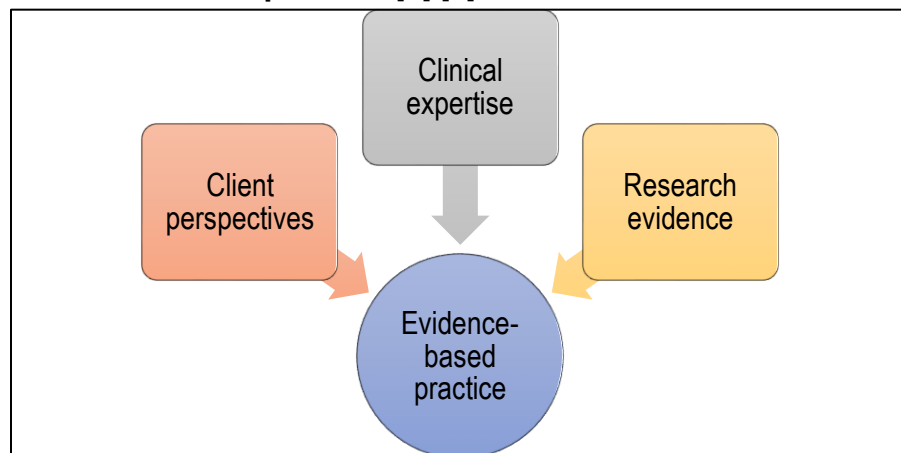 Clinical
expertise
Client
perspectives
Research
evidence
Evidence-
based
practice